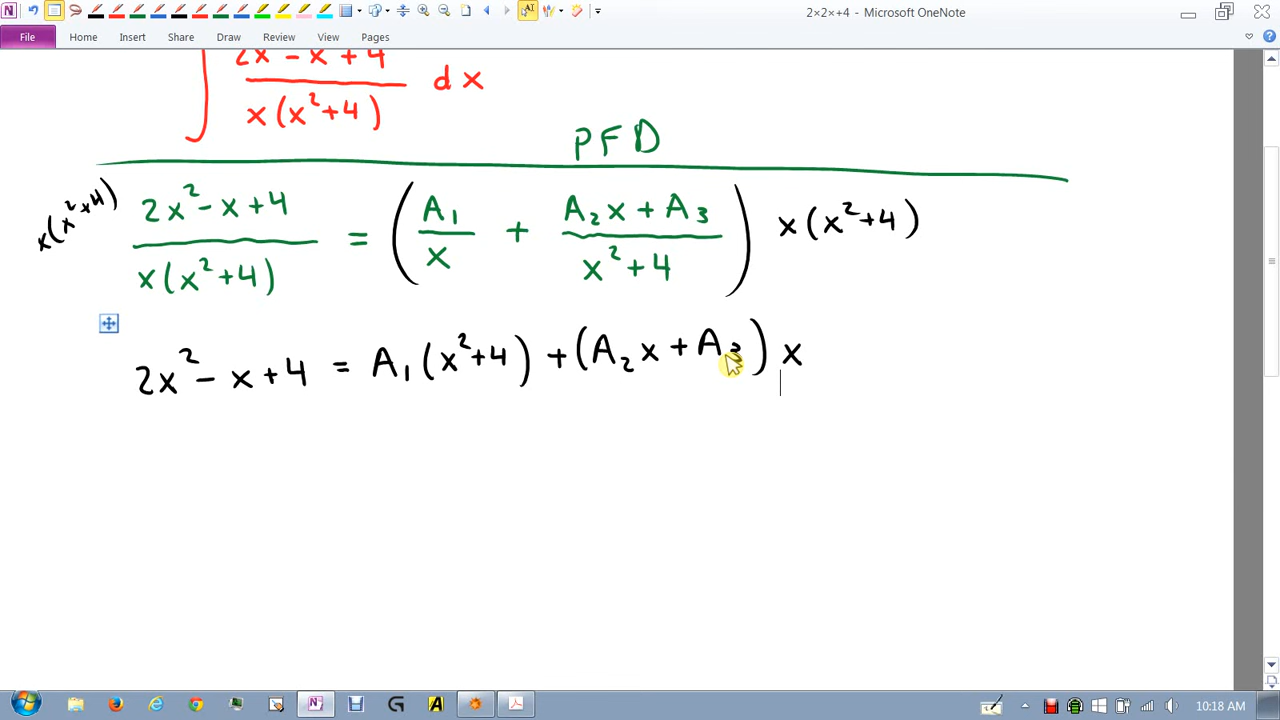 2×2×+4 - Microsoft OneNote
File Home Insert Share Draw Review View Pages
∫ 2x - x + 4 / x(x²+4) dx
PFD
x(x²+4) 2x²-x+4 / x(x²+4) = (A₁ / x + A₂x + A₃ / x²+4) x(x²+4)
2x² - x + 4 = A₁(x²+4) + (A₂x + A₃) x
10:18 AM